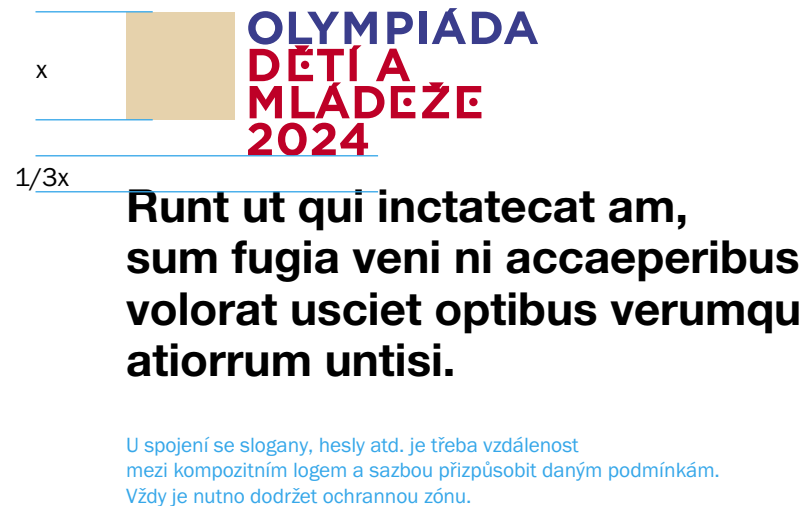 OLYMPIÁDA
DĚTÍ A
MLÁDEŽE
2024
x
1/3x
Runt ut qui inctatecat am,
sum fugia veni ni accaeperibus
volorat usciet optibus verumqu
atiorrum untisi.
U spojení se slogany, hesly atd. je třeba vzdálenost
mezi kompozitním logem a sazbou přizpůsobit daným podmínkám.
Vždy je nutno dodržet ochrannou zónu.